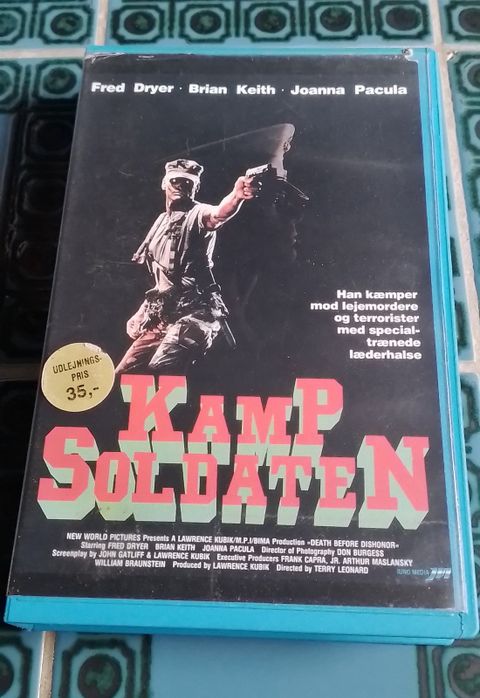 Fred Dryer · Brian Keith · Joanna Pacula
Han kæmper
mod lejemordere
og terrorister
med special-
trænede
læderhalse
UDLEJNINGS-
PRIS
35,-
KAMP
SOLDATEN
NEW WORLD PICTURES Presents A LAWRENCE KUBIK/M.P.I/BIMA Production »DEATH BEFORE DISHONOR«
Starring FRED DRYER BRIAN KEITH JOANNA PACULA Director of Photography DON BURGESS
Screenplay by JOHN GATLIFF & LAWRENCE KUBIK Executive Producers FRANK CAPRA, JR. ARTHUR MASLANSKY
WILLIAM BRAUNSTEIN Produced by LAWRENCE KUBIK Directed by TERRY LEONARD
IUNO MEDIA